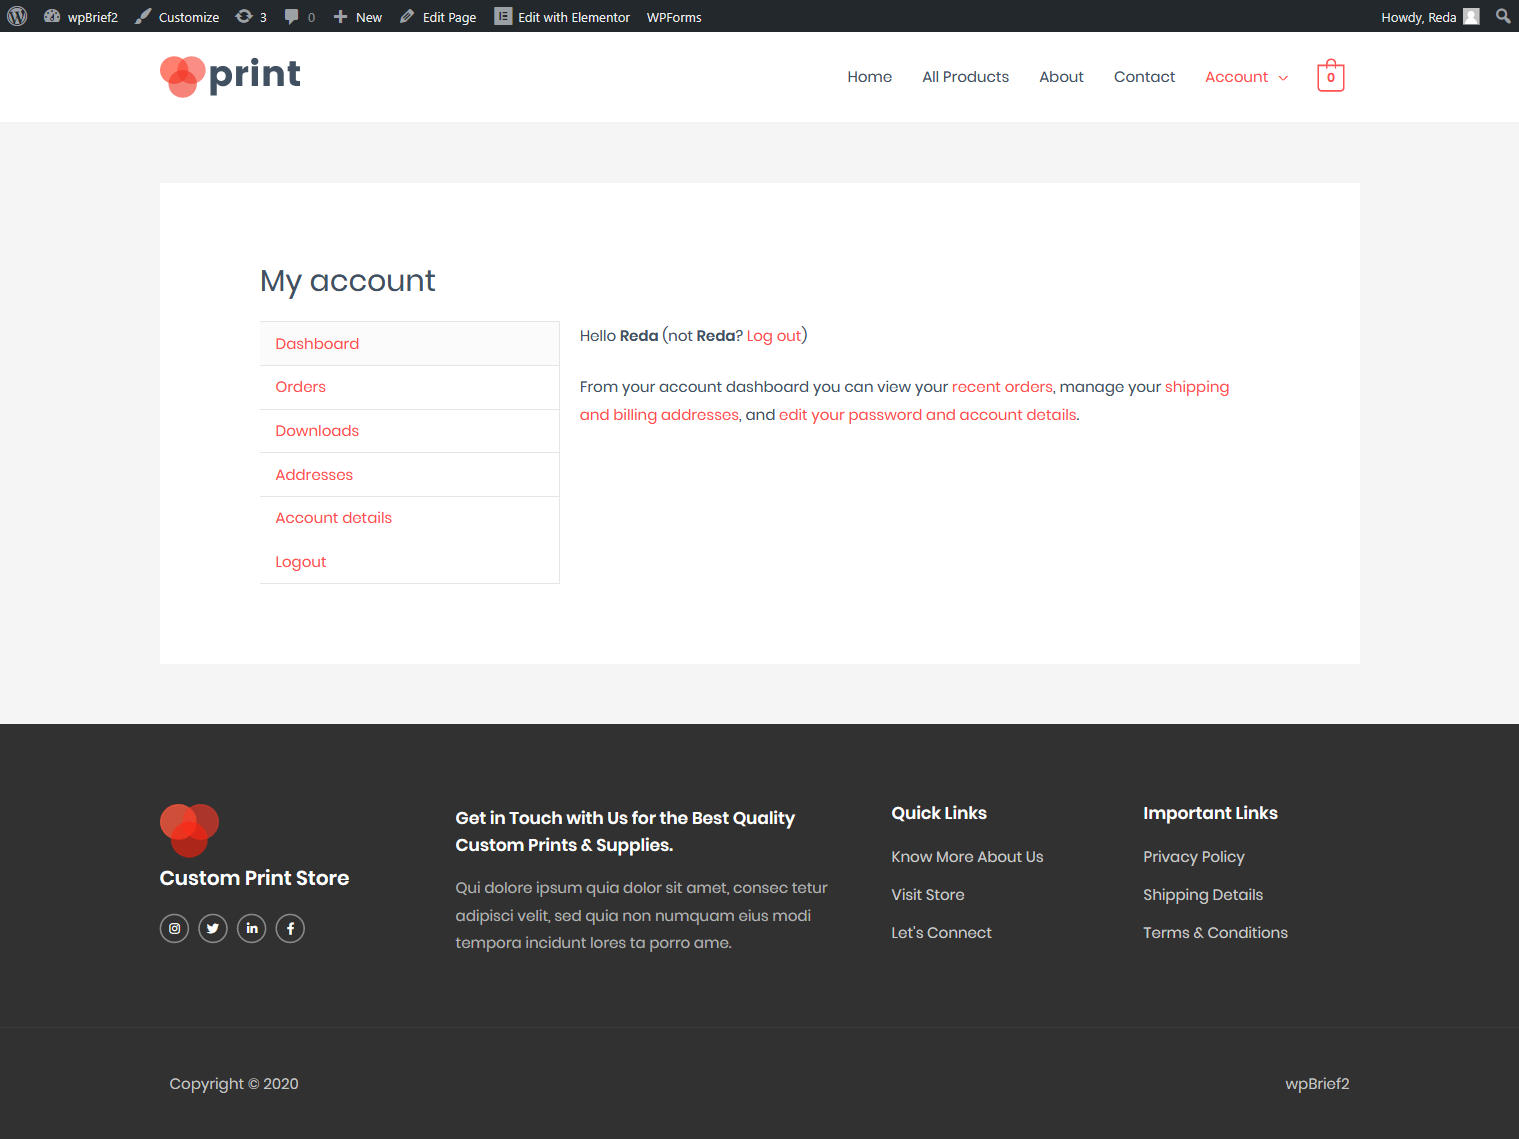 wpBrief2 Customize 3 0 New Edit Page Edit with Elementor WPForms Howdy, Reda
print Home All Products About Contact Account 0
My account
Dashboard
Orders
Downloads
Addresses
Account details
Logout
Hello Reda (not Reda? Log out)
From your account dashboard you can view your recent orders, manage your shipping
and billing addresses, and edit your password and account details.
Custom Print Store
Get in Touch with Us for the Best Quality
Custom Prints & Supplies.
Qui dolore ipsum quia dolor sit amet, consec tetur
adipisci velit, sed quia non numquam eius modi
tempora incidunt lores ta porro ame.
Quick Links
Know More About Us
Visit Store
Let's Connect
Important Links
Privacy Policy
Shipping Details
Terms & Conditions
Copyright © 2020 wpBrief2